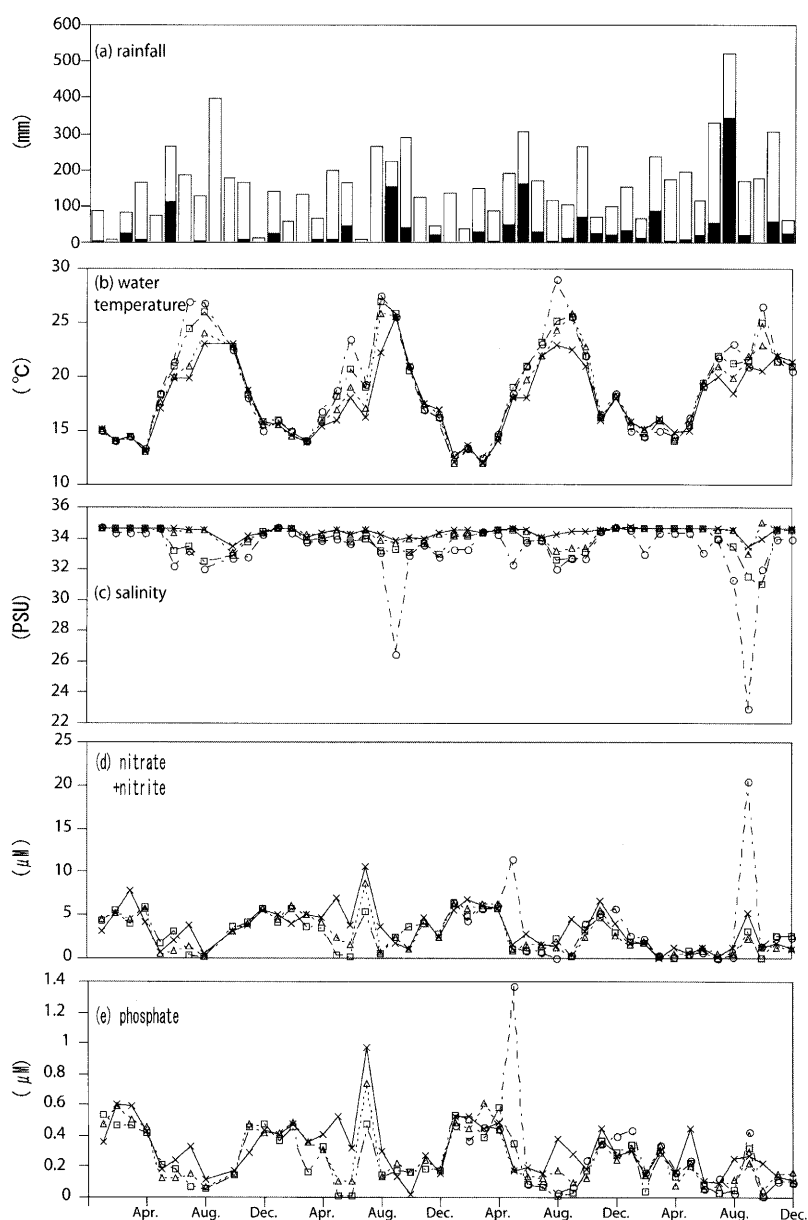 600
(a) rainfall
500
400
300
200
100
0
(mm)
30
(b) water
temperature
25
20
15
10
(℃)
36
34
32
30
(c) salinity
28
26
24
22
(PSU)
25
(d) nitrate
+nitrite
20
15
10
5
0
(μM)
1.4
1.2
(e) phosphate
1
0.8
0.6
0.4
0.2
0
(μM)
Apr. Aug. Dec. Apr. Aug. Dec. Apr. Aug. Dec. Apr. Aug. Dec.